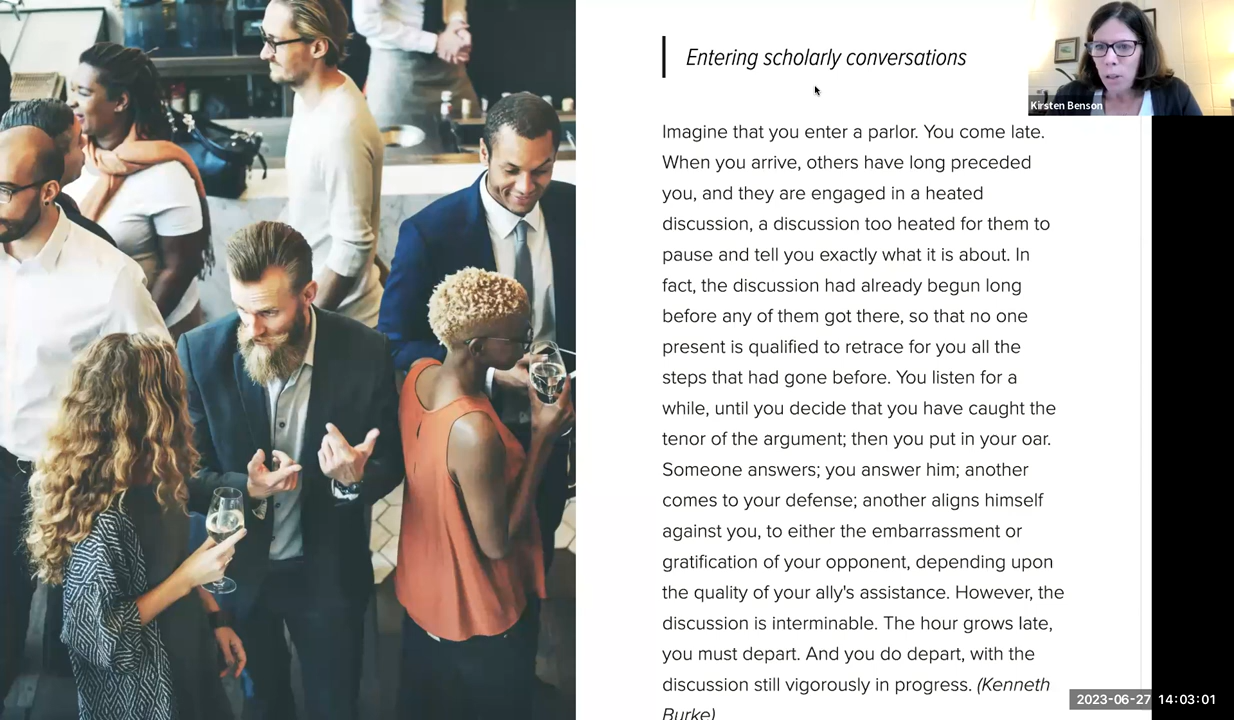 Entering scholarly conversations
Kirsten Benson
Imagine that you enter a parlor. You come late.
When you arrive, others have long preceded
you, and they are engaged in a heated
discussion, a discussion too heated for them to
pause and tell you exactly what it is about. In
fact, the discussion had already begun long
before any of them got there, so that no one
present is qualified to retrace for you all the
steps that had gone before. You listen for a
while, until you decide that you have caught the
tenor of the argument; then you put in your oar.
Someone answers; you answer him; another
comes to your defense; another aligns himself
against you, to either the embarrassment or
gratification of your opponent, depending upon
the quality of your ally's assistance. However, the
discussion is interminable. The hour grows late,
you must depart. And you do depart, with the
discussion still vigorously in progress. (Kenneth
Burke)
2023-06-27 14:03:01